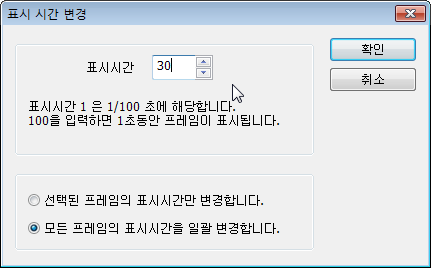 표시 시간 변경
표시시간 30
확인
취소
표시시간 1 은 1/100 초에 해당합니다.
100을 입력하면 1초동안 프레임이 표시됩니다.
선택된 프레임의 표시시간만 변경합니다.
모든 프레임의 표시시간을 일괄 변경합니다.